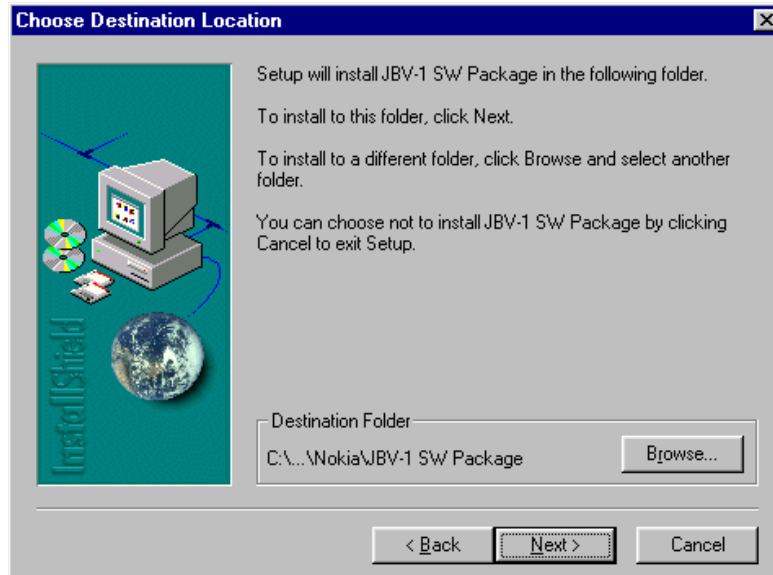 Choose Destination Location
Setup will install JBV-1 SW Package in the following folder.
To install to this folder, click Next.
To install to a different folder, click Browse and select another
folder.
You can choose not to install JBV-1 SW Package by clicking
Cancel to exit Setup.
InstallShield
Destination Folder
C:\...\Nokia\JBV-1 SW Package
Browse...
< Back
Next >
Cancel